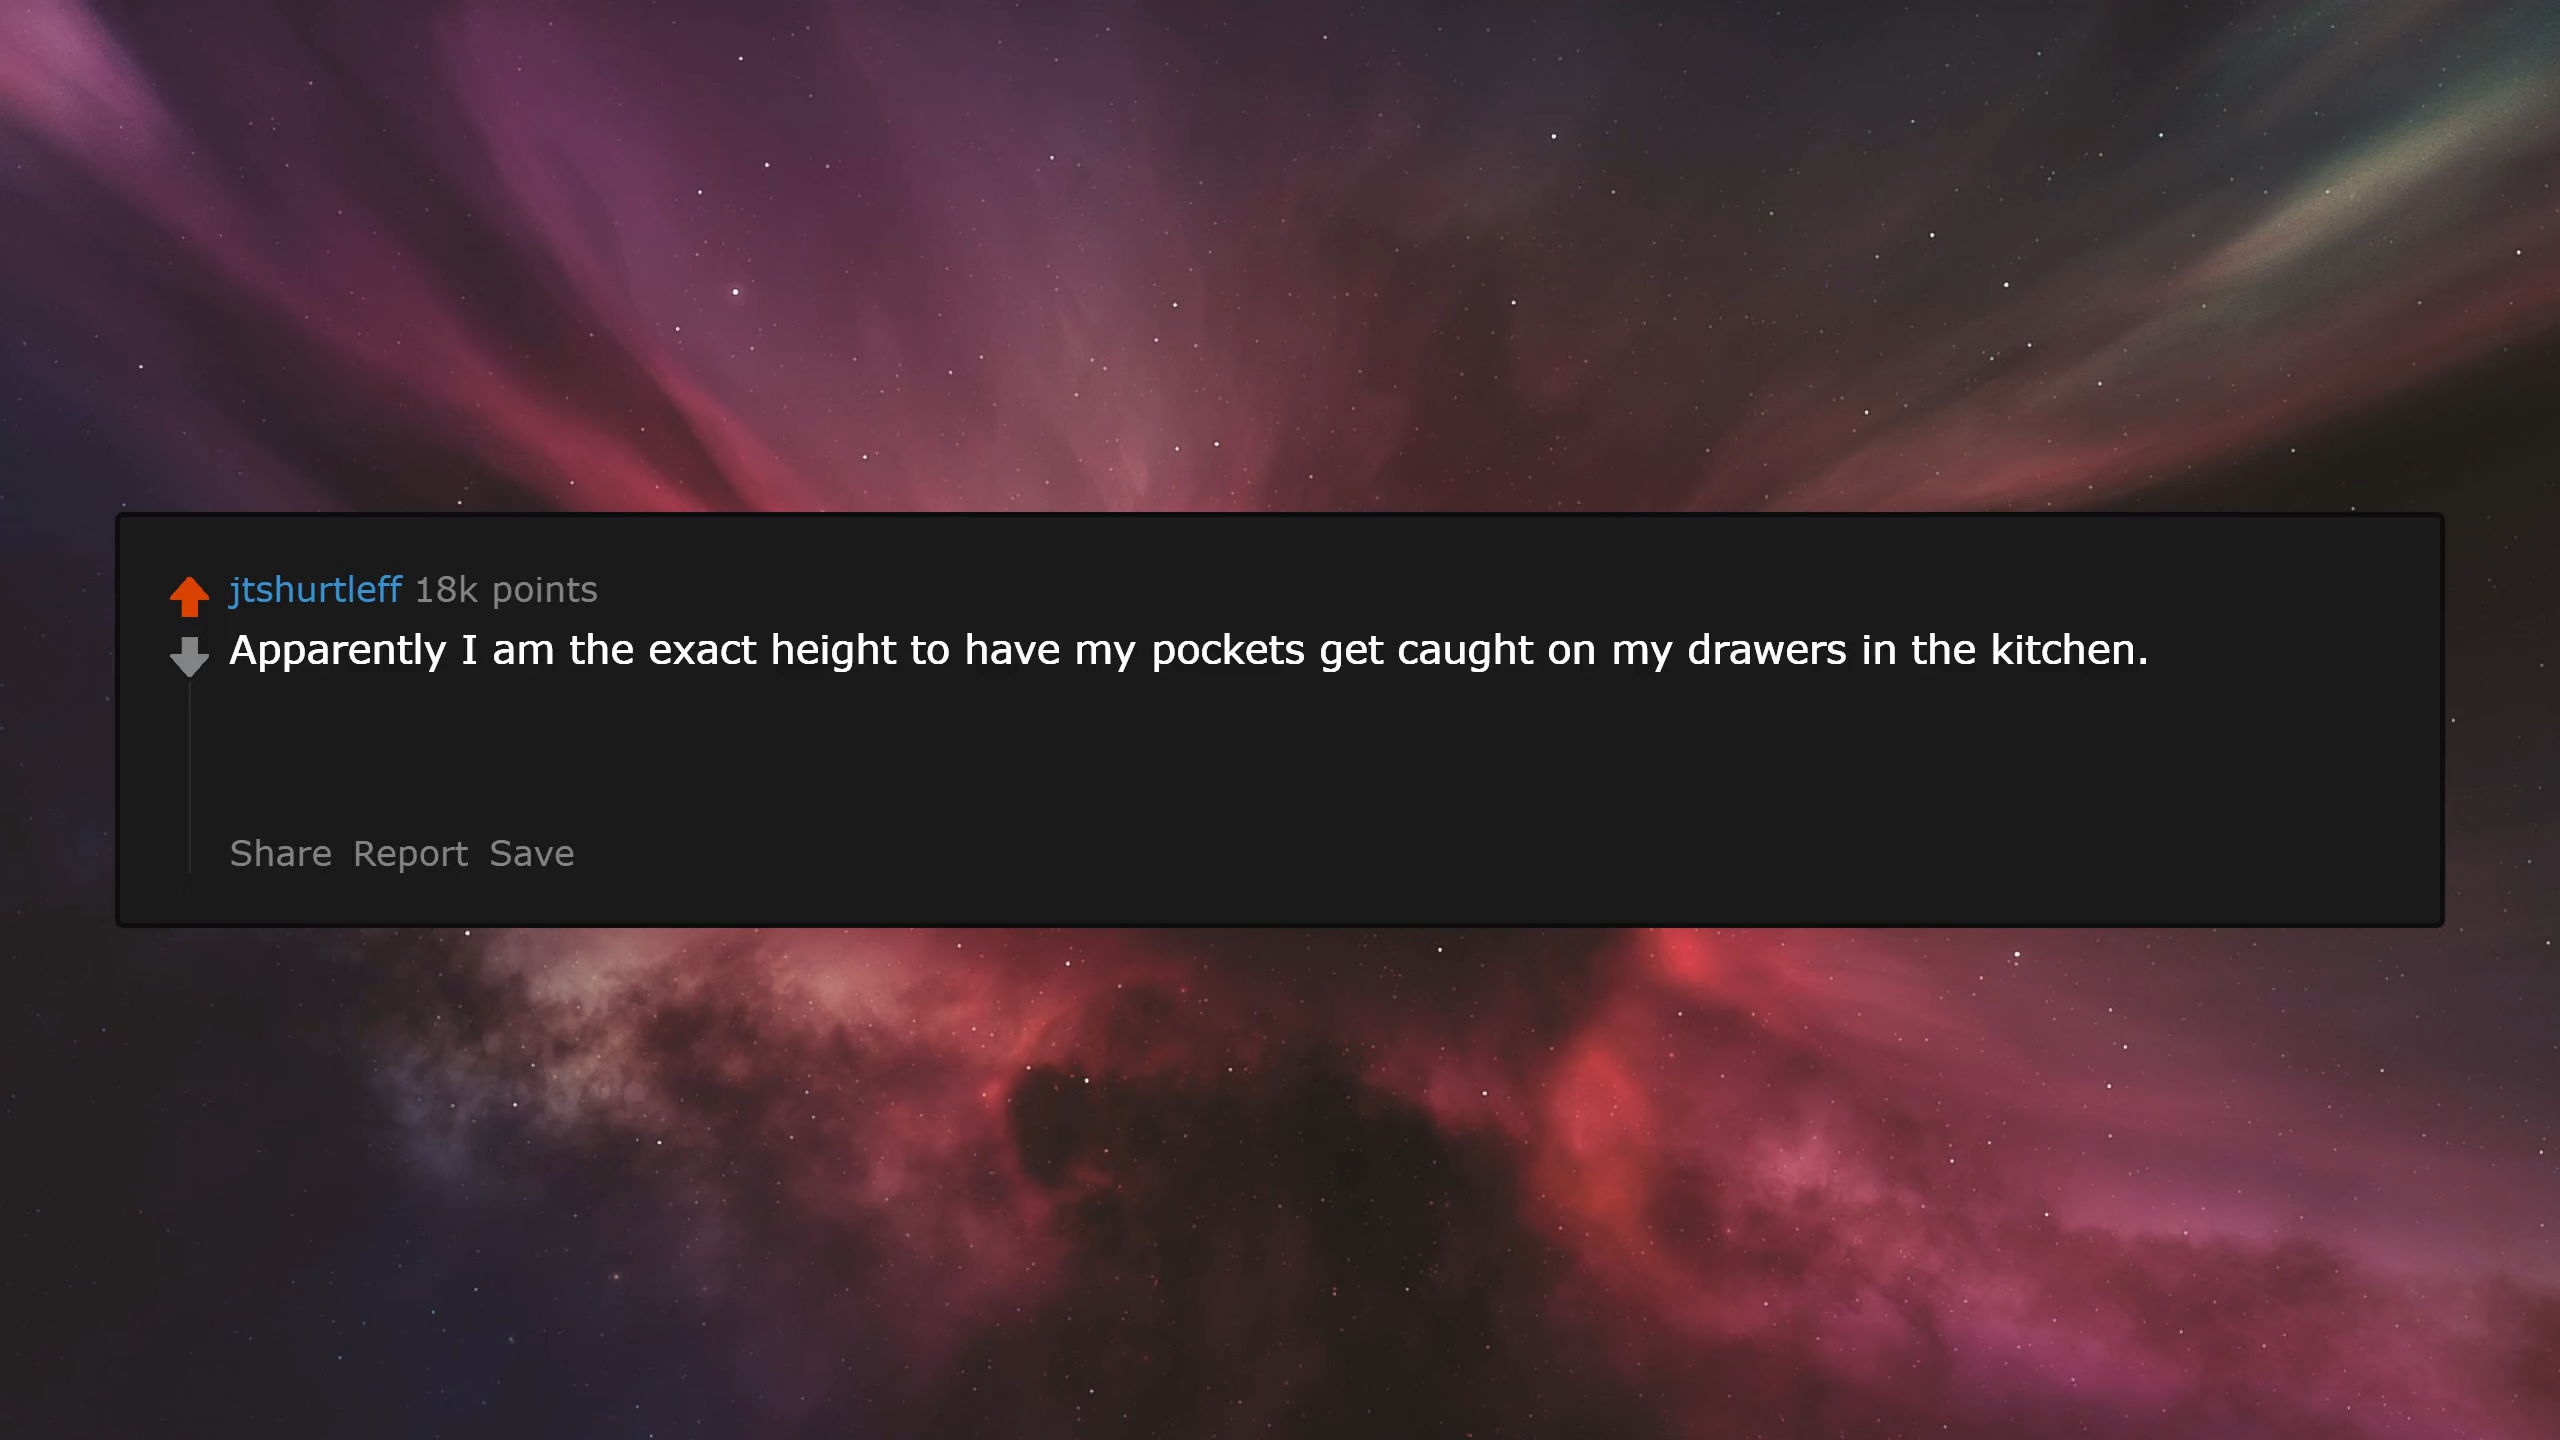 jtshurtleff 18k points
Apparently I am the exact height to have my pockets get caught on my drawers in the kitchen.
Share Report Save